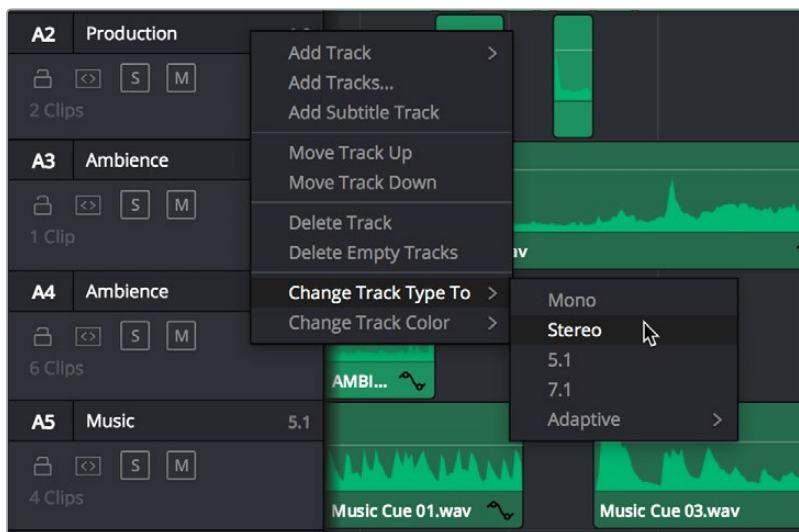 A2 Production
S M
2 Clips
A3 Ambience
S M
1 Clip
A4 Ambience
S M
6 Clips
A5 Music 5.1
S M
4 Clips
Add Track
Add Tracks...
Add Subtitle Track
Move Track Up
Move Track Down
Delete Track
Delete Empty Tracks
Change Track Type To
Change Track Color
Mono
Stereo
5.1
7.1
Adaptive
AMBI...
Music Cue 01.wav
Music Cue 03.wav